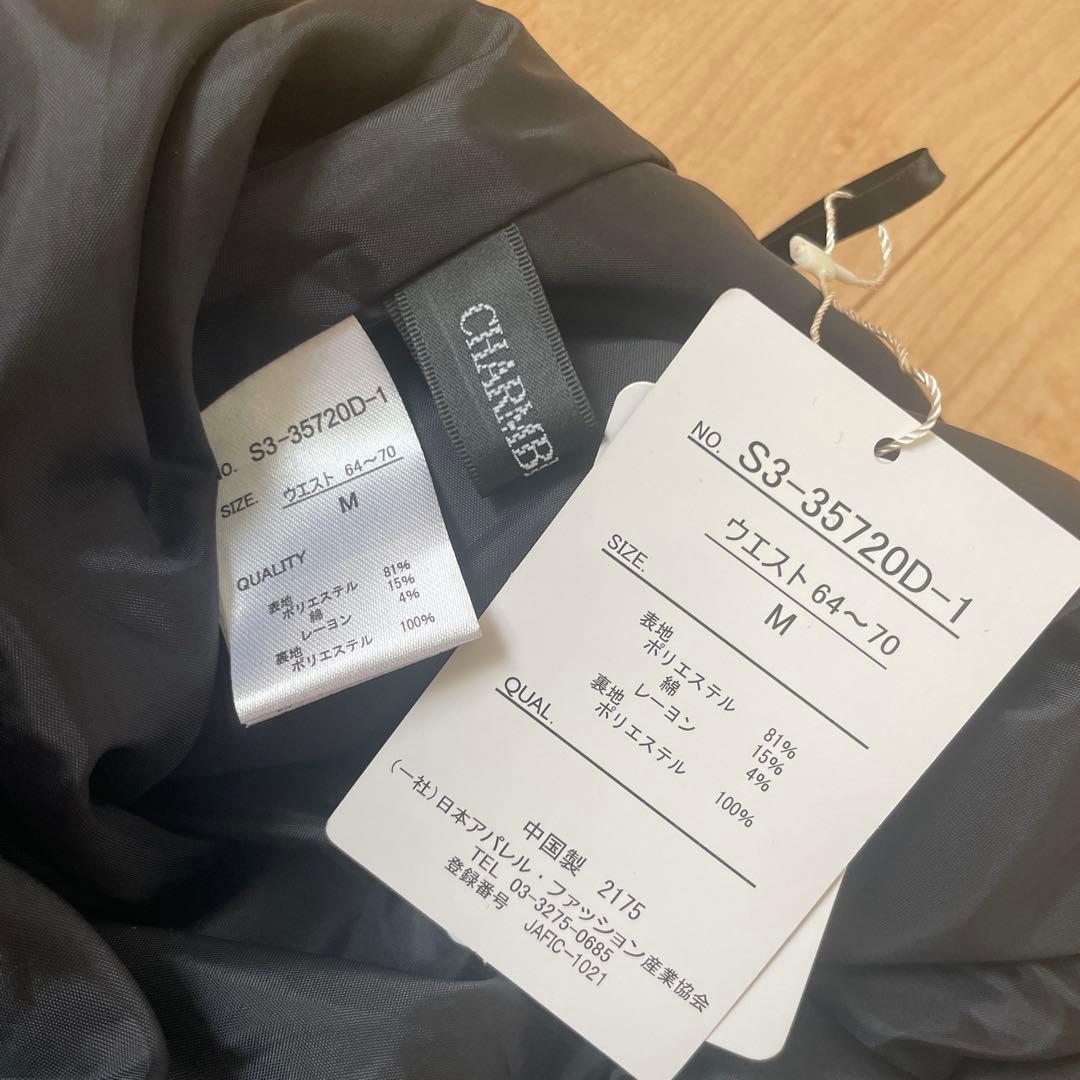 NO. S3-35720D-1
SIZE. ウエスト 64〜70
M
QUALITY
表地
ポリエステル 81%
綿 15%
レーヨン 4%
裏地
ポリエステル 100%
NO. S3-35720D-1
SIZE. ウエスト 64〜70
M
QUAL.
表地
ポリエステル 81%
綿 15%
レーヨン 4%
裏地
ポリエステル 100%
中国製 2175
(一社)日本アパレル・ファッション産業協会
TEL 03-3275-0685
登録番号 JAFIC-1021